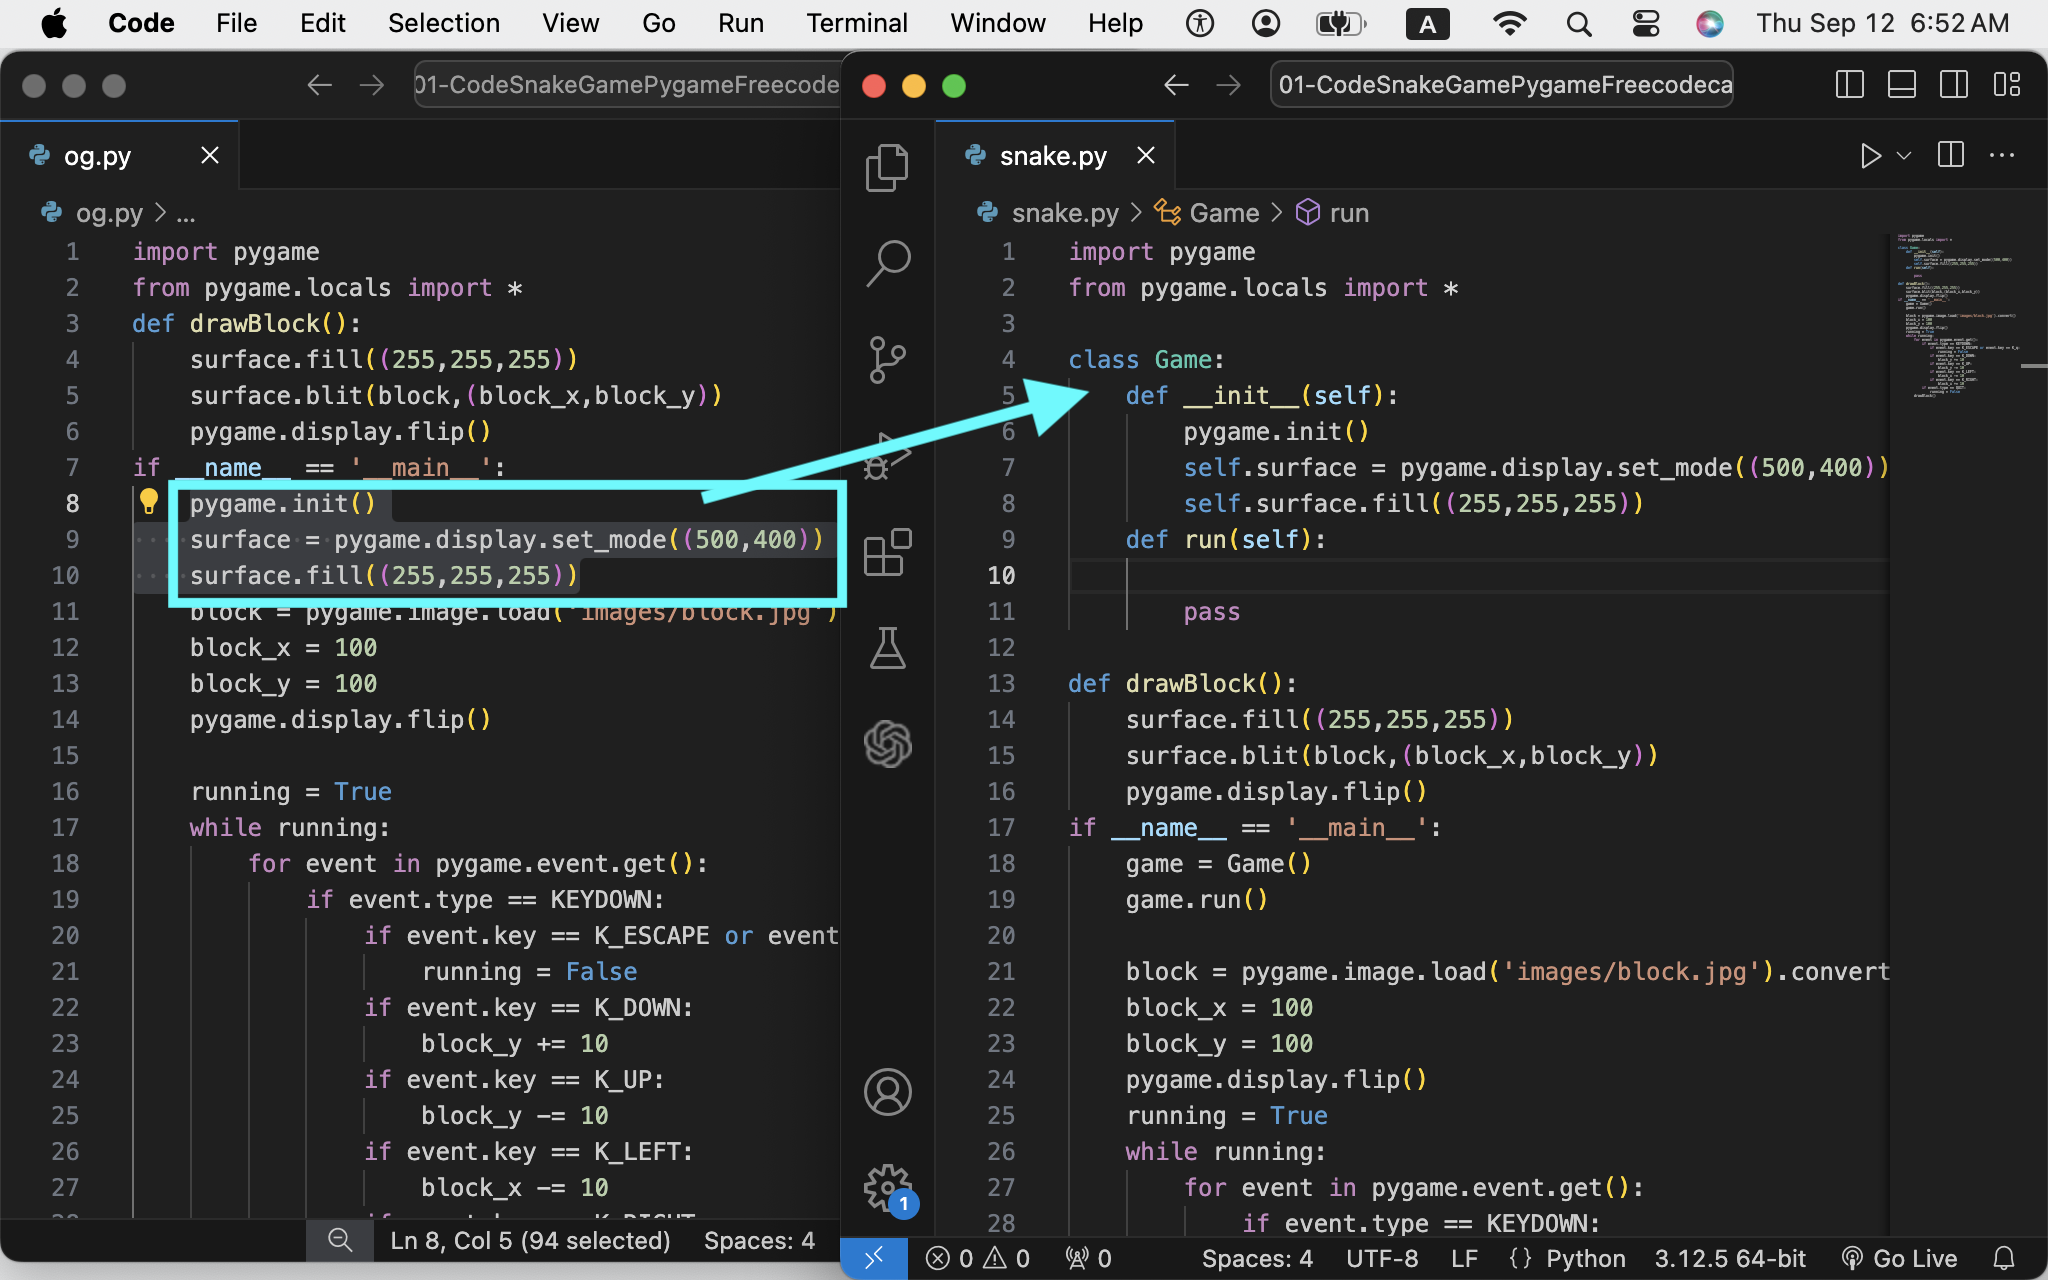 Code File Edit Selection View Go Run Terminal Window Help A Thu Sep 12 6:52 AM
01-CodeSnakeGamePygameFreecode
og.py
og.py > ...
1 import pygame
2 from pygame.locals import *
3 def drawBlock():
4 surface.fill((255,255,255))
5 surface.blit(block,(block_x,block_y))
6 pygame.display.flip()
7 if __name__ == '__main__':
8 pygame.init()
9 surface = pygame.display.set_mode((500,400))
10 surface.fill((255,255,255))
11 block = pygame.image.load('images/block.jpg')
12 block_x = 100
13 block_y = 100
14 pygame.display.flip()
15
16 running = True
17 while running:
18 for event in pygame.event.get():
19 if event.type == KEYDOWN:
20 if event.key == K_ESCAPE or event
21 running = False
22 if event.key == K_DOWN:
23 block_y += 10
24 if event.key == K_UP:
25 block_y -= 10
26 if event.key == K_LEFT:
27 block_x -= 10
Ln 8, Col 5 (94 selected) Spaces: 4
01-CodeSnakeGamePygameFreecodeca
snake.py
snake.py > Game > run
1 import pygame
2 from pygame.locals import *
3
4 class Game:
5 def __init__(self):
6 pygame.init()
7 self.surface = pygame.display.set_mode((500,400))
8 self.surface.fill((255,255,255))
9 def run(self):
10
11 pass
12
13 def drawBlock():
14 surface.fill((255,255,255))
15 surface.blit(block,(block_x,block_y))
16 pygame.display.flip()
17 if __name__ == '__main__':
18 game = Game()
19 game.run()
20
21 block = pygame.image.load('images/block.jpg').convert
22 block_x = 100
23 block_y = 100
24 pygame.display.flip()
25 running = True
26 while running:
27 for event in pygame.event.get():
28 if event.type == KEYDOWN:
1
0 0 0 Spaces: 4 UTF-8 LF {} Python 3.12.5 64-bit Go Live